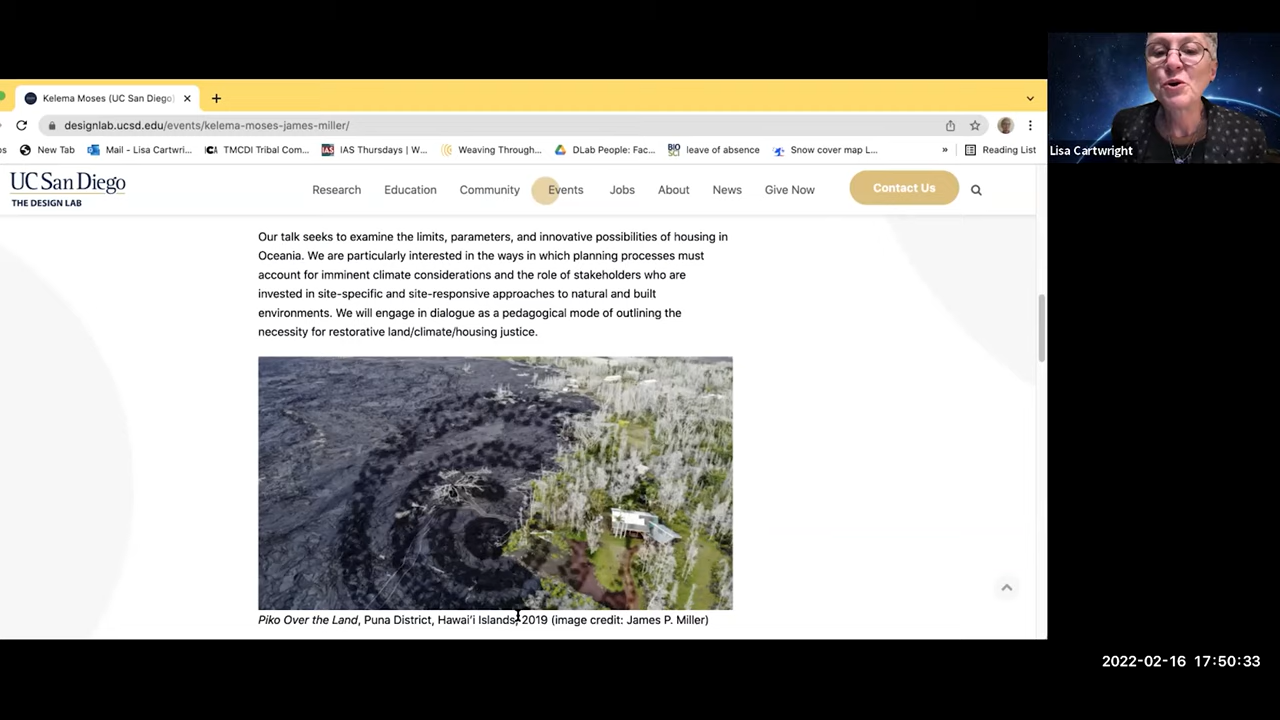 Kelema Moses (UC San Diego)
designlab.ucsd.edu/events/kelema-moses-james-miller/
New Tab
Mail - Lisa Cartwri...
TMCDI Tribal Com...
IAS Thursdays | W...
Weaving Through...
DLab People: Fac...
leave of absence
Snow cover map L...
»
Reading List
UC San Diego
THE DESIGN LAB
Research
Education
Community
Events
Jobs
About
News
Give Now
Contact Us
Our talk seeks to examine the limits, parameters, and innovative possibilities of housing in
Oceania. We are particularly interested in the ways in which planning processes must
account for imminent climate considerations and the role of stakeholders who are
invested in site-specific and site-responsive approaches to natural and built
environments. We will engage in dialogue as a pedagogical mode of outlining the
necessity for restorative land/climate/housing justice.
Piko Over the Land, Puna District, Hawai'i Islands, 2019 (image credit: James P. Miller)
Lisa Cartwright
2022-02-16 17:50:33